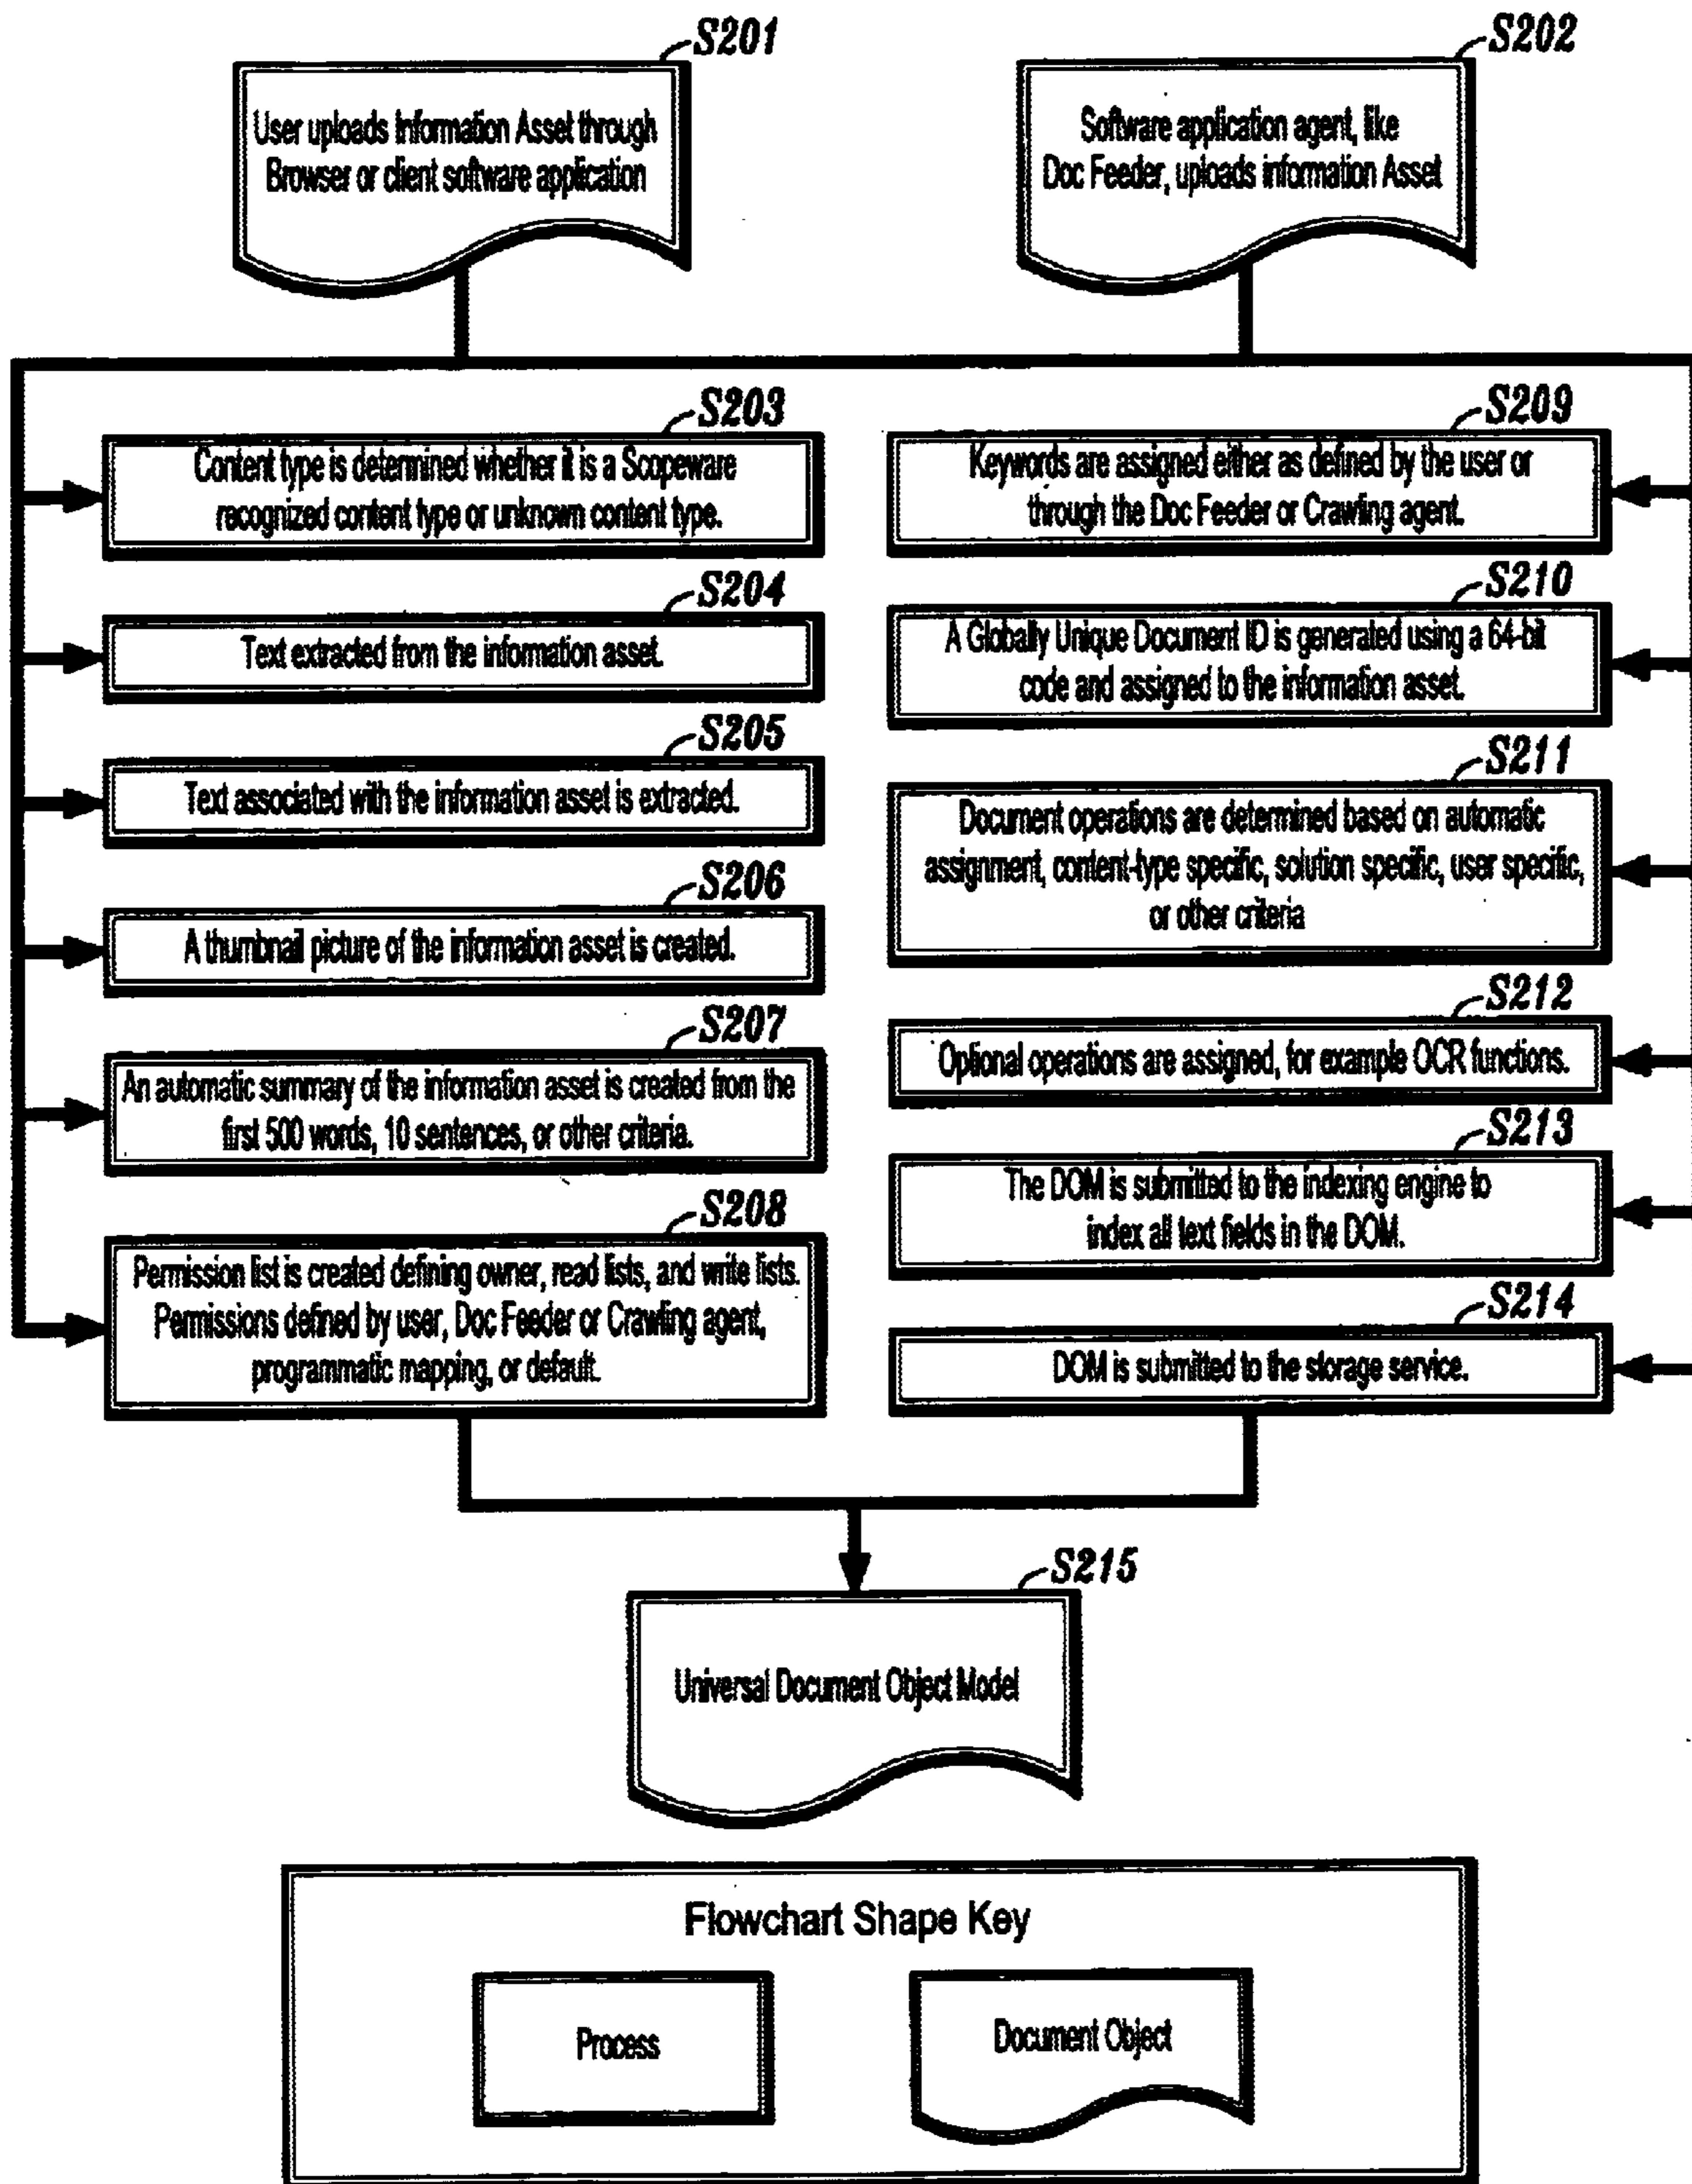 S201
User uploads Information Asset through
Browser or client software application
S202
Software application agent, like
Doc Feeder, uploads information Asset
S203
Content type is determined whether it is a Scopeware
recognized content type or unknown content type.
S204
Text extracted from the information asset.
S205
Text associated with the information asset is extracted.
S206
A thumbnail picture of the information asset is created.
S207
An automatic summary of the information asset is created from the
first 500 words, 10 sentences, or other criteria.
S208
Permission list is created defining owner, read lists, and write lists.
Permissions defined by user, Doc Feeder or Crawling agent,
programmatic mapping, or default.
S209
Keywords are assigned either as defined by the user or
through the Doc Feeder or Crawling agent.
S210
A Globally Unique Document ID is generated using a 64-bit
code and assigned to the information asset.
S211
Document operations are determined based on automatic
assignment, content-type specific, solution specific, user specific,
or other criteria
S212
Optional operations are assigned, for example OCR functions.
S213
The DOM is submitted to the indexing engine to
index all text fields in the DOM.
S214
DOM is submitted to the storage service.
S215
Universal Document Object Model
Flowchart Shape Key
Process
Document Object